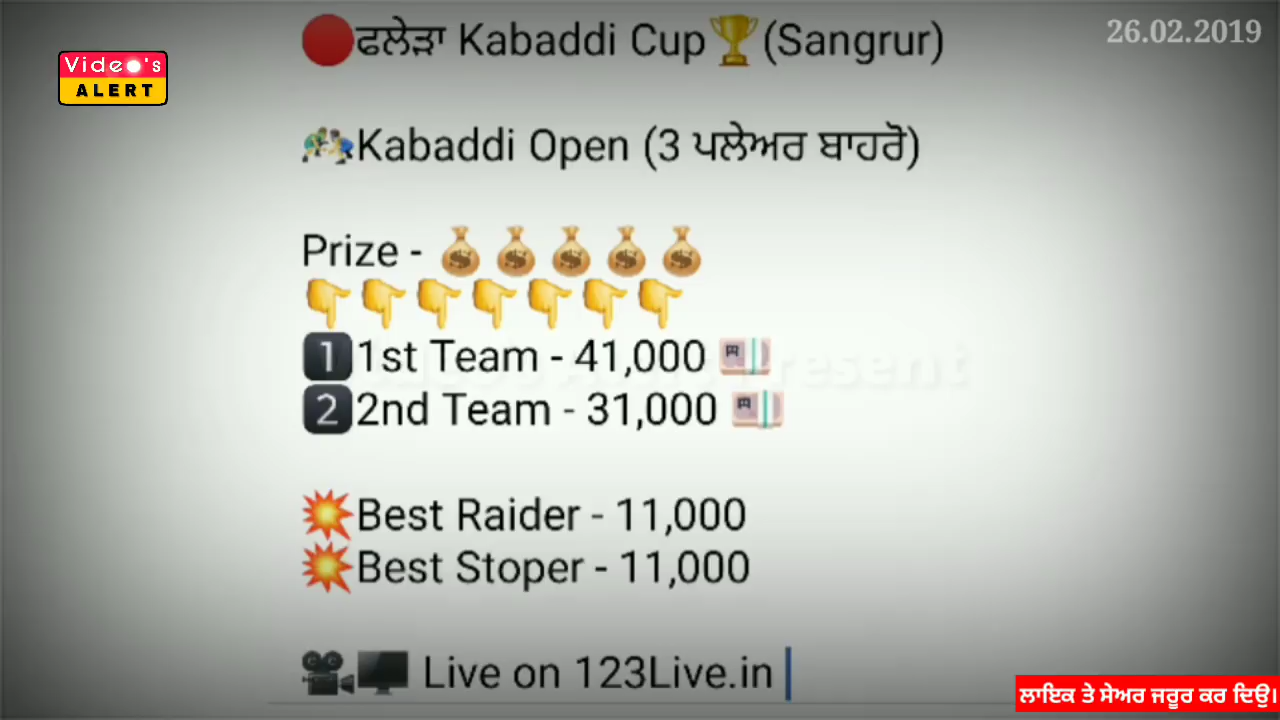 🔴ਫਲੇੜਾ Kabaddi Cup🏆(Sangrur)
26.02.2019
Video's
ALERT
🤼Kabaddi Open (3 ਪਲੇਅਰ ਬਾਹਰੋ)
Prize - 💰💰💰💰💰
👇👇👇👇👇👇👇
1️⃣1st Team - 41,000 💴
2️⃣2nd Team - 31,000 💴
💥Best Raider - 11,000
💥Best Stoper - 11,000
🎥🖥 Live on 123Live.in
ਲਾਇਕ ਤੇ ਸੇਅਰ ਜਰੂਰ ਕਰ ਦਿਉ।